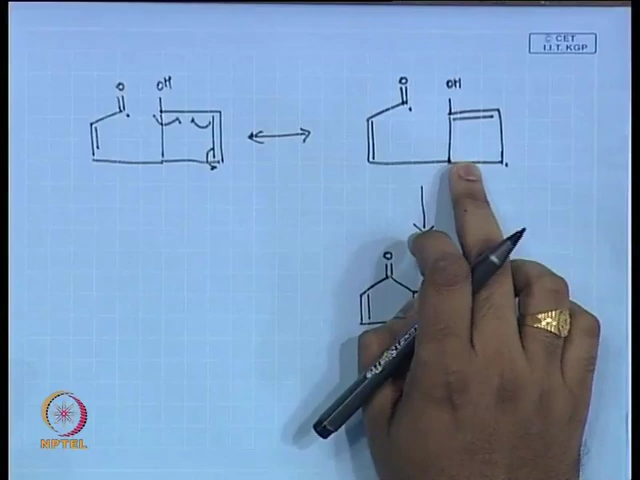 © CET
I.I.T. KGP
O OH
O OH
O
NPTEL